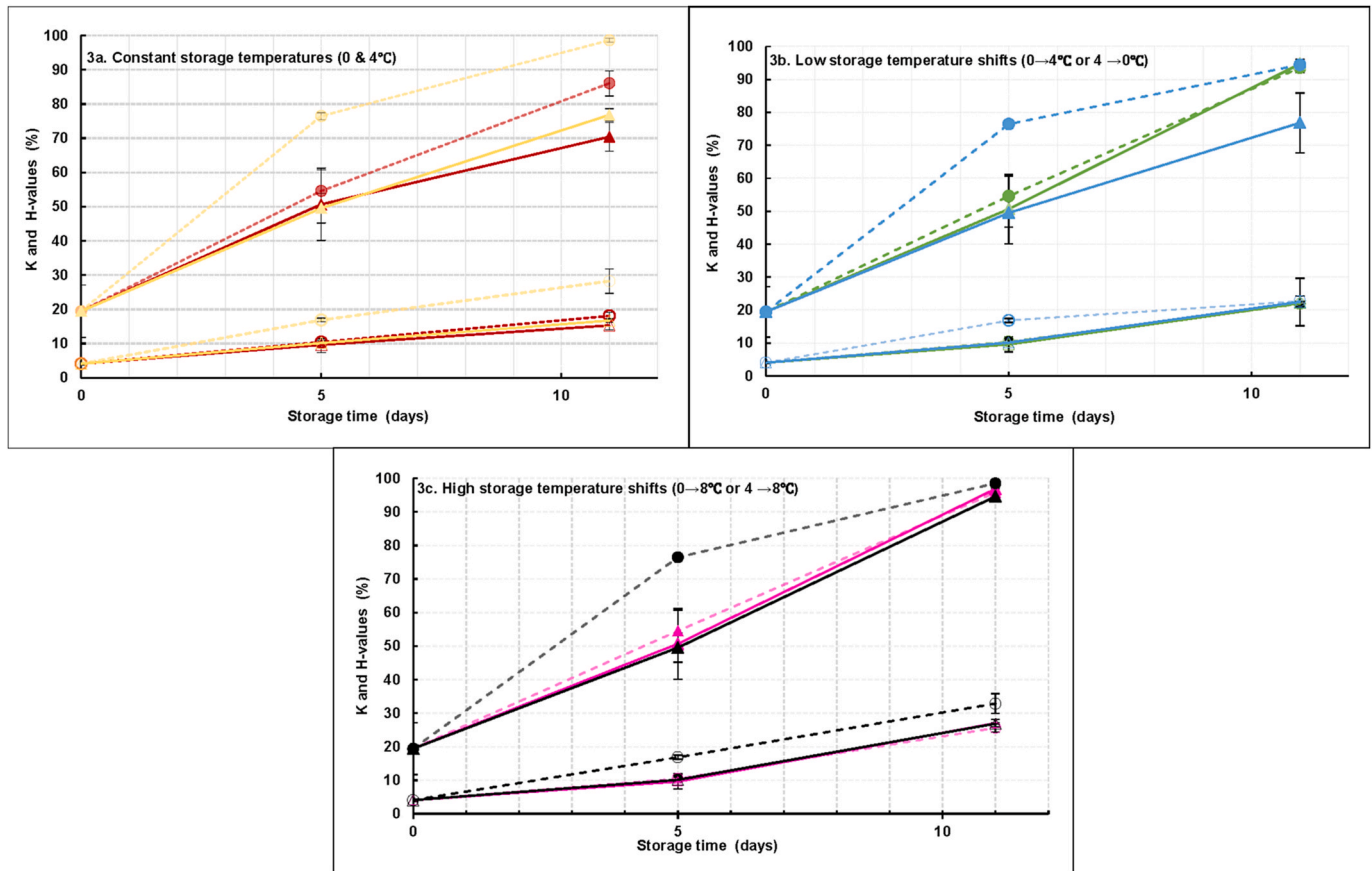 3a. Constant storage temperatures (0 & 4℃)
K and H-values (%)
100
90
80
70
60
50
40
30
20
10
0
0 5 10
Storage time (days)
3b. Low storage temperature shifts (0→4℃ or 4 →0℃)
K and H-values (%)
100
90
80
70
60
50
40
30
20
10
0
0 5 10
Storage time (days)
3c. High storage temperature shifts (0→8℃ or 4 →8℃)
K and H-values (%)
100
90
80
70
60
50
40
30
20
10
0
0 5 10
Storage time (days)